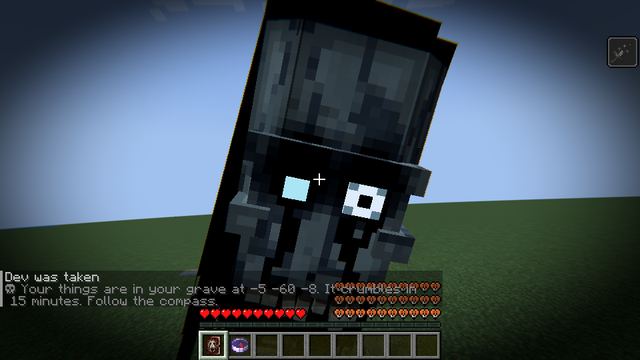 Dev was taken
☠ Your things are in your grave at -5 -60 -8. It crumbles in
15 minutes. Follow the compass.